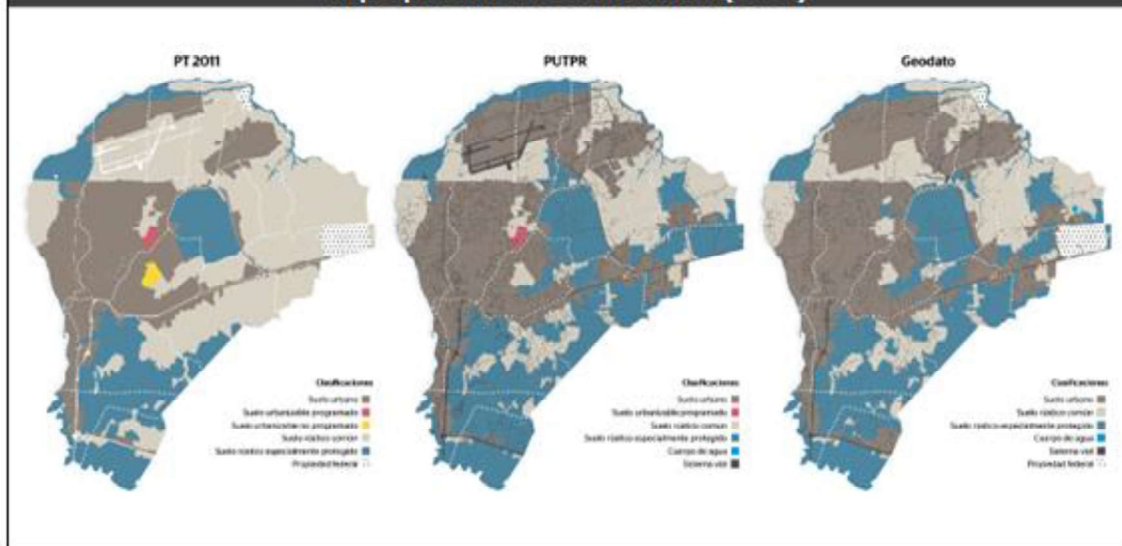 PT 2011
PUTPR
Geodato
Clasificaciones
Suelo urbano
Suelo urbanizable programado
Suelo urbanizable no programado
Suelo rústico común
Suelo rústico especialmente protegido
Propiedad federal
Clasificaciones
Suelo urbano
Suelo urbanizable programado
Suelo rústico común
Suelo rústico especialmente protegido
Cuerpo de agua
Sistema vial
Clasificaciones
Suelo urbano
Suelo rústico común
Suelo rústico especialmente protegido
Cuerpo de agua
Sistema vial
Propiedad federal